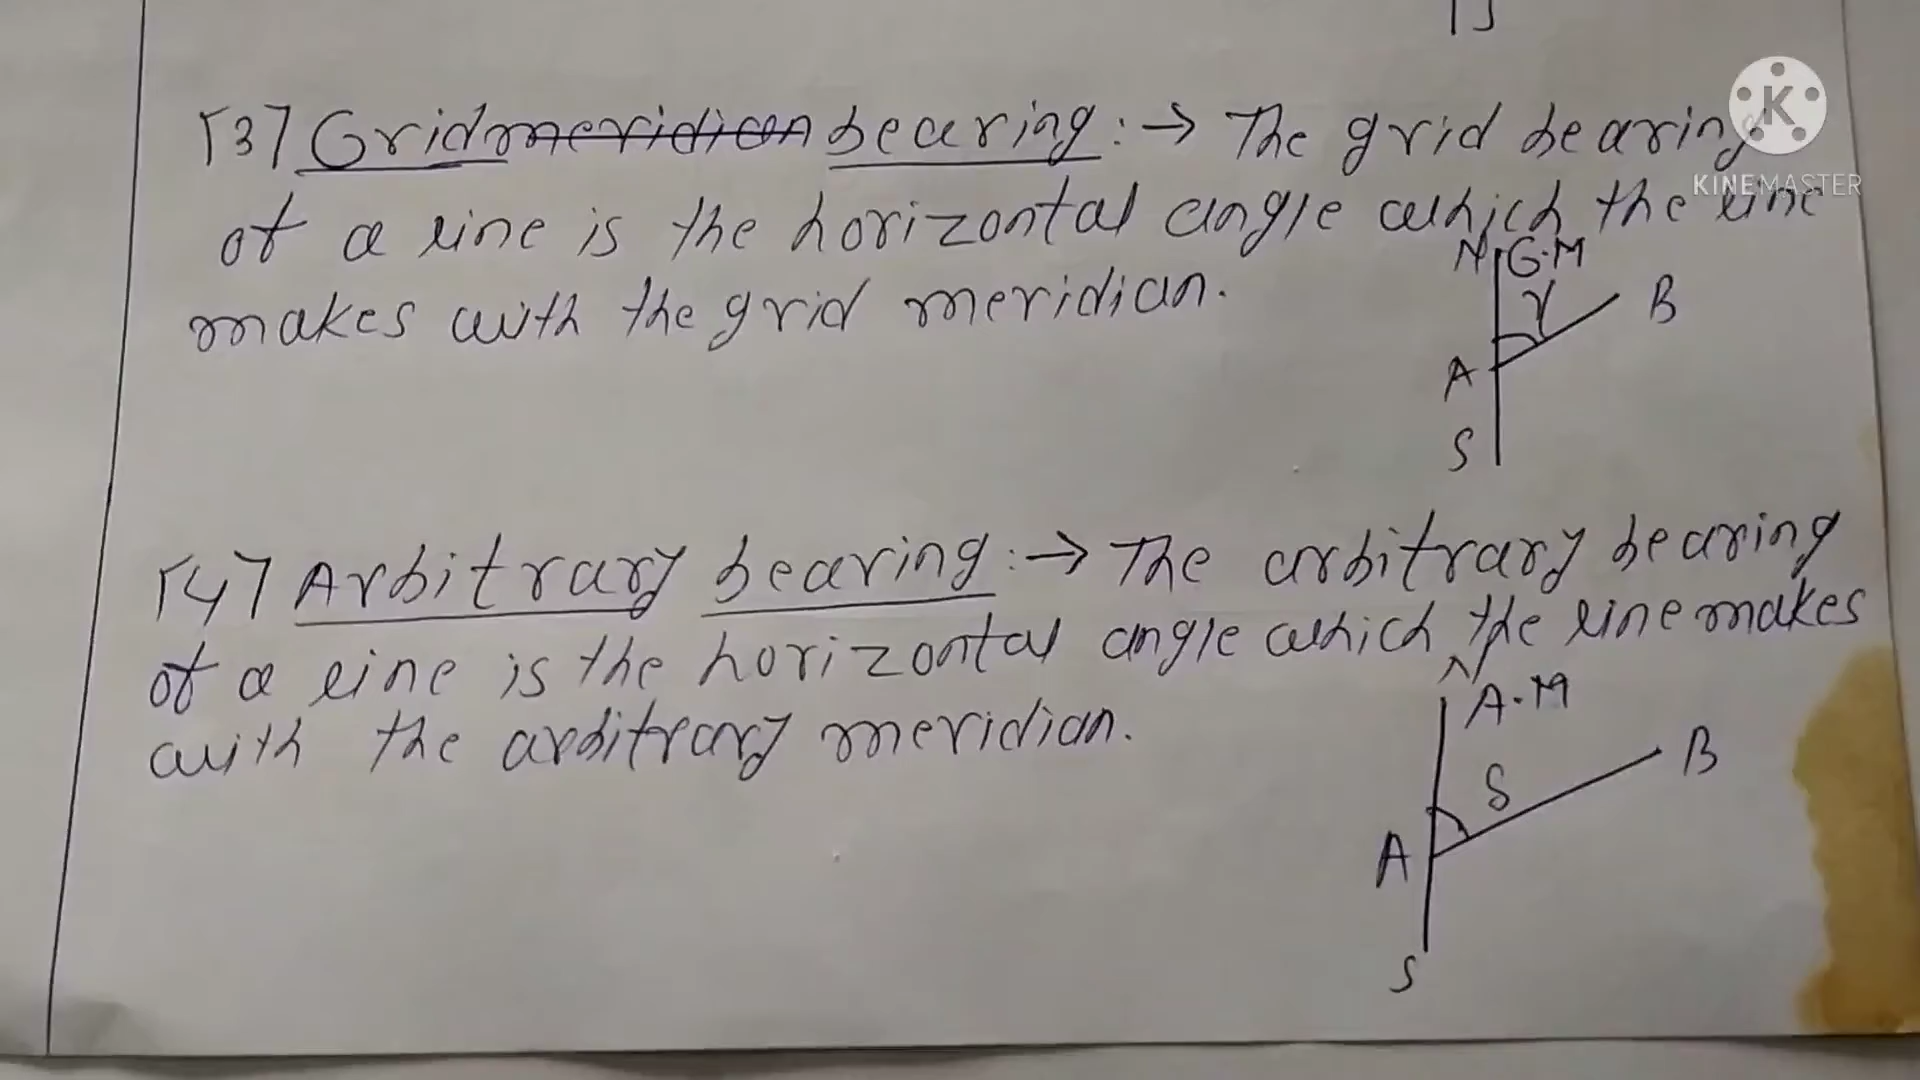 [3] Grid meridian bearing :→ The grid bearing
of a line is the horizontal angle which the line
makes with the grid meridian.
N G.M
γ B
A
S
[4] Arbitrary bearing :→ The arbitrary bearing
of a line is the horizontal angle which the line makes
with the arbitrary meridian.
N
A.M
B
δ
A
S
K
KINEMASTER